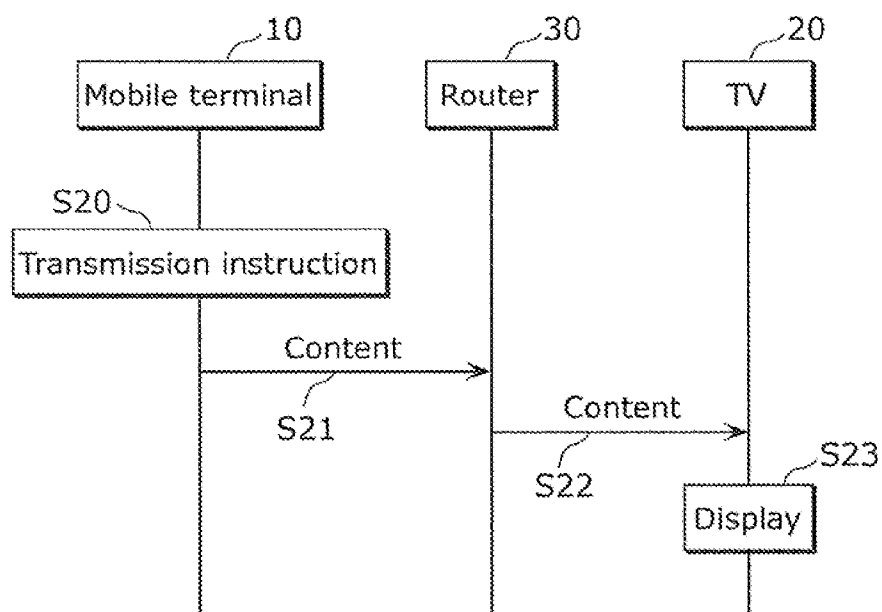 10
30
20
Mobile terminal
Router
TV
S20
Transmission instruction
Content
S21
Content
S22
S23
Display